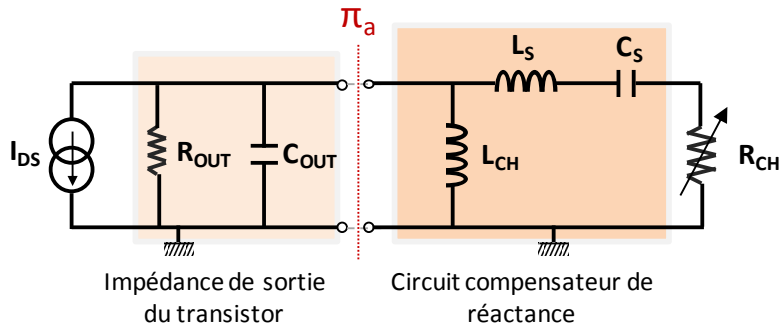 πa
LS
CS
IDS
ROUT
COUT
LCH
RCH
Impédance de sortie
du transistor
Circuit compensateur de
réactance